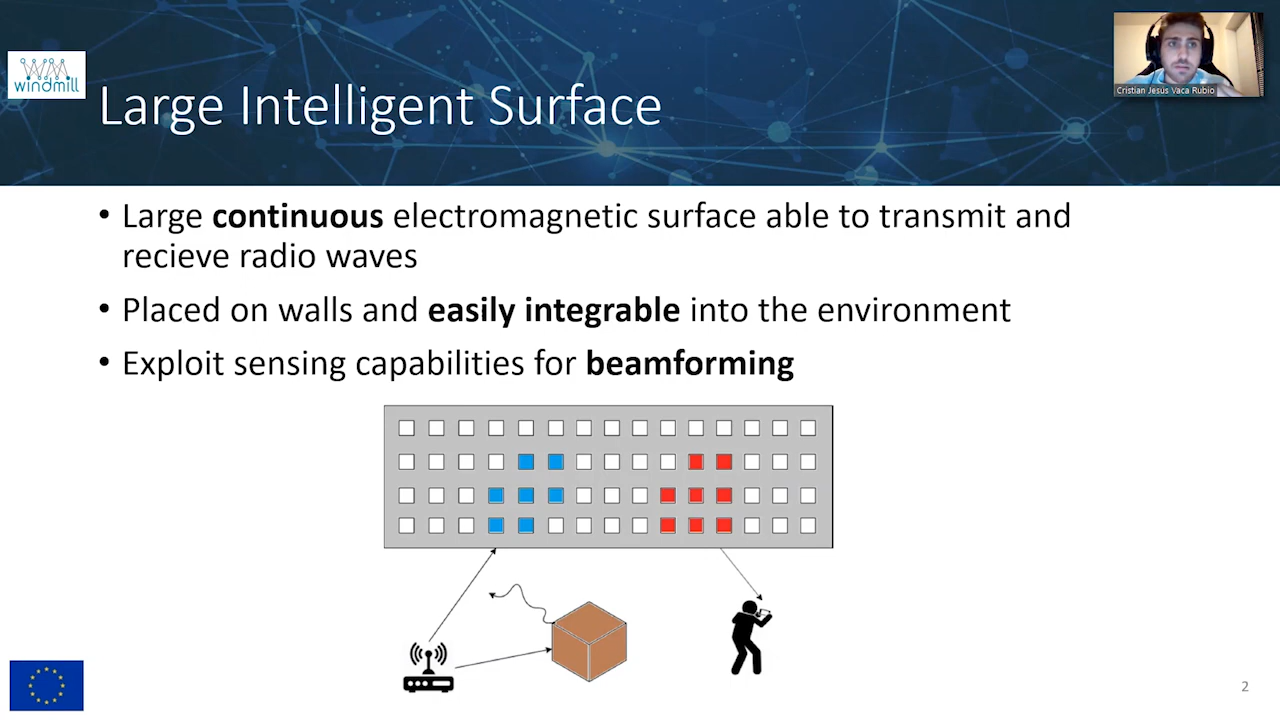 windmill
Large Intelligent Surface
Cristian Jesús Vaca Rubio
• Large continuous electromagnetic surface able to transmit and
recieve radio waves
• Placed on walls and easily integrable into the environment
• Exploit sensing capabilities for beamforming
2